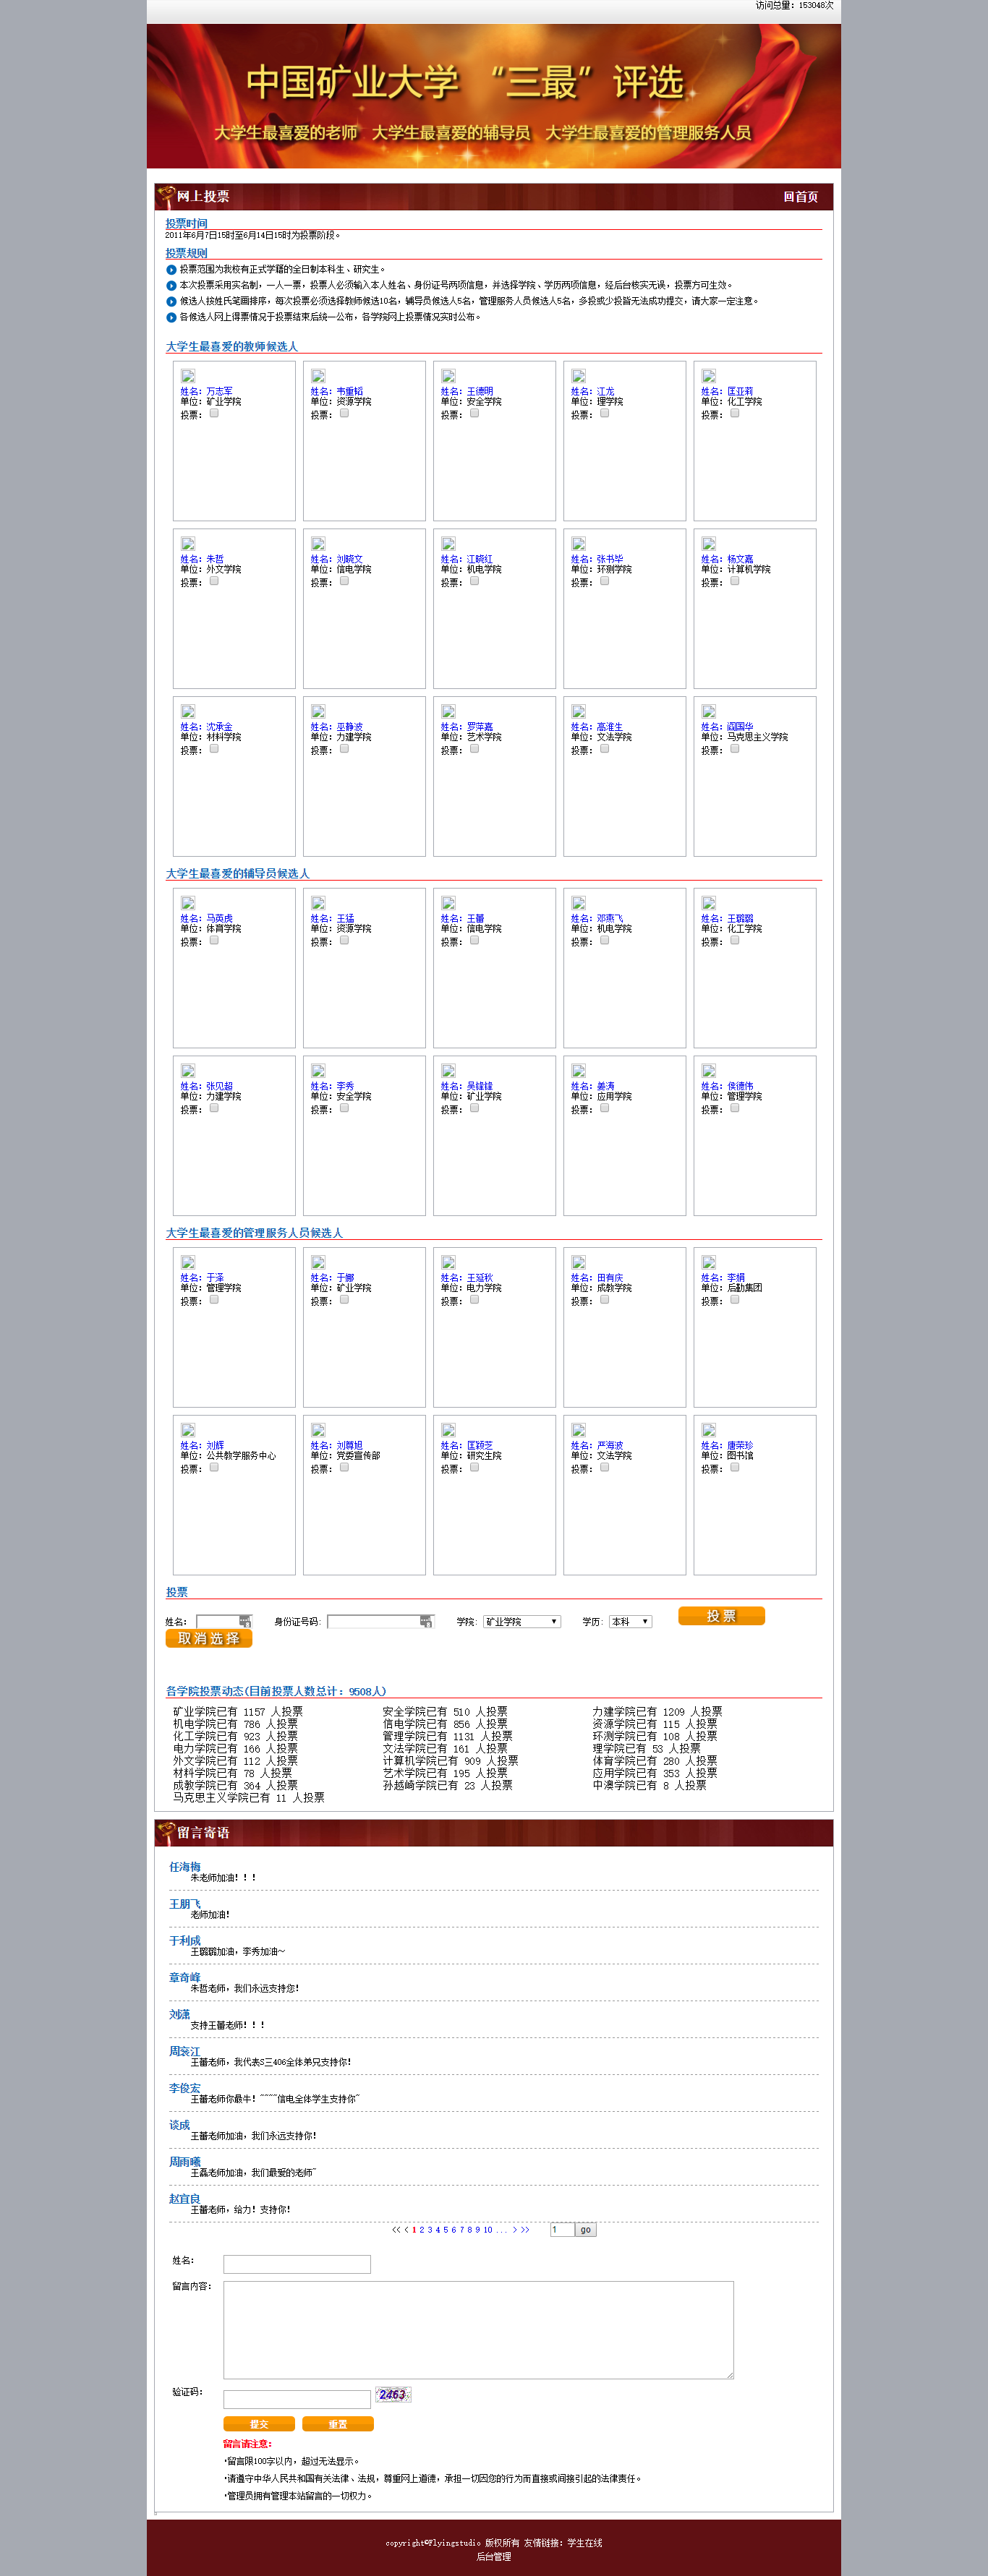 访问总量: 153048次
中国矿业大学 “三最” 评选
大学生最喜爱的老师 大学生最喜爱的辅导员 大学生最喜爱的管理服务人员
网上投票 回首页
投票时间
2011年6月7日15时至6月14日15时为投票阶段。
投票规则
投票范围为我校有正式学籍的全日制本科生、研究生。
本次投票采用实名制，一人一票，投票人必须输入本人姓名、身份证号两项信息，并选择学院、学历两项信息，经后台核实无误，投票方可生效。
候选人按姓氏笔画排序，每次投票必须选择教师候选10名，辅导员候选人5名，管理服务人员候选人5名，多投或少投皆无法成功提交，请大家一定注意。
各候选人网上得票情况于投票结束后统一公布，各学院网上投票情况实时公布。
大学生最喜爱的教师候选人
姓名: 万志军 姓名: 韦重韬 姓名: 王德明 姓名: 江龙 姓名: 匡亚莉
单位: 矿业学院 单位: 资源学院 单位: 安全学院 单位: 理学院 单位: 化工学院
投票: 投票: 投票: 投票: 投票:
姓名: 朱哲 姓名: 刘晓文 姓名: 江晓红 姓名: 张书毕 姓名: 杨文嘉
单位: 外文学院 单位: 信电学院 单位: 机电学院 单位: 环测学院 单位: 计算机学院
投票: 投票: 投票: 投票: 投票:
姓名: 沈承金 姓名: 巫静波 姓名: 罗萍嘉 姓名: 高淮生 姓名: 阎国华
单位: 材料学院 单位: 力建学院 单位: 艺术学院 单位: 文法学院 单位: 马克思主义学院
投票: 投票: 投票: 投票: 投票:
大学生最喜爱的辅导员候选人
姓名: 马英虎 姓名: 王猛 姓名: 王蕾 姓名: 邓燕飞 姓名: 王鹏鹏
单位: 体育学院 单位: 资源学院 单位: 信电学院 单位: 机电学院 单位: 化工学院
投票: 投票: 投票: 投票: 投票:
姓名: 张见超 姓名: 李秀 姓名: 吴锋锋 姓名: 姜涛 姓名: 侯德伟
单位: 力建学院 单位: 安全学院 单位: 矿业学院 单位: 应用学院 单位: 管理学院
投票: 投票: 投票: 投票: 投票:
大学生最喜爱的管理服务人员候选人
姓名: 于泽 姓名: 于娜 姓名: 王延秋 姓名: 田有庆 姓名: 李娟
单位: 管理学院 单位: 矿业学院 单位: 电力学院 单位: 成教学院 单位: 后勤集团
投票: 投票: 投票: 投票: 投票:
姓名: 刘辉 姓名: 刘尊旭 姓名: 匡颖芝 姓名: 严海波 姓名: 唐荣珍
单位: 公共教学服务中心 单位: 党委宣传部 单位: 研究生院 单位: 文法学院 单位: 图书馆
投票: 投票: 投票: 投票: 投票:
投票
姓名: 身份证号码: 学院: 矿业学院 学历: 本科 投票
取消选择
各学院投票动态(目前投票人数总计: 9508人)
矿业学院已有 1157 人投票 安全学院已有 510 人投票 力建学院已有 1209 人投票
机电学院已有 786 人投票 信电学院已有 856 人投票 资源学院已有 115 人投票
化工学院已有 923 人投票 管理学院已有 1131 人投票 环测学院已有 108 人投票
电力学院已有 166 人投票 文法学院已有 161 人投票 理学院已有 53 人投票
外文学院已有 112 人投票 计算机学院已有 909 人投票 体育学院已有 280 人投票
材料学院已有 78 人投票 艺术学院已有 195 人投票 应用学院已有 353 人投票
成教学院已有 364 人投票 孙越崎学院已有 23 人投票 中澳学院已有 8 人投票
马克思主义学院已有 11 人投票
留言寄语
任海梅
朱老师加油！！！
王朋飞
老师加油！
于利成
王鹏鹏加油，李秀加油～
章奇峰
朱哲老师，我们永远支持您！
刘潇
支持王蕾老师！！！
周衮江
王蕾老师，我代表S三406全体弟兄支持你！
李俊宏
王蕾老师你最牛！~~~~信电全体学生支持你~
谈成
王蕾老师加油，我们永远支持你！
周雨曦
王磊老师加油，我们最爱的老师~
赵宜良
王蕾老师，给力！支持你！
<< < 1 2 3 4 5 6 7 8 9 10 ... > >> 1 go
姓名:
留言内容:
验证码: 2463
提交 重置
留言请注意:
·留言限100字以内，超过无法显示。
·请遵守中华人民共和国有关法律、法规，尊重网上道德，承担一切因您的行为而直接或间接引起的法律责任。
·管理员拥有管理本站留言的一切权力。
copyright©Flyingstudio 版权所有 友情链接: 学生在线
后台管理